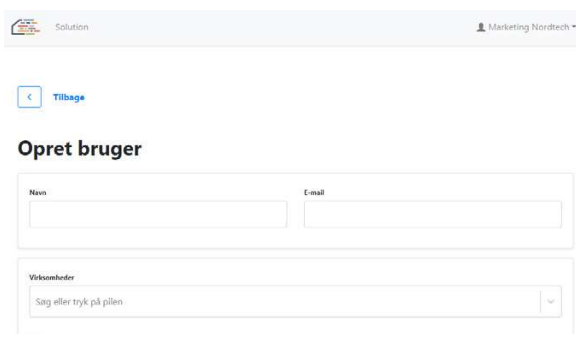 Solution
Marketing Nordtech
Tilbage
Opret bruger
Navn
E-mail
Virksomheder
Søg eller tryk på pilen